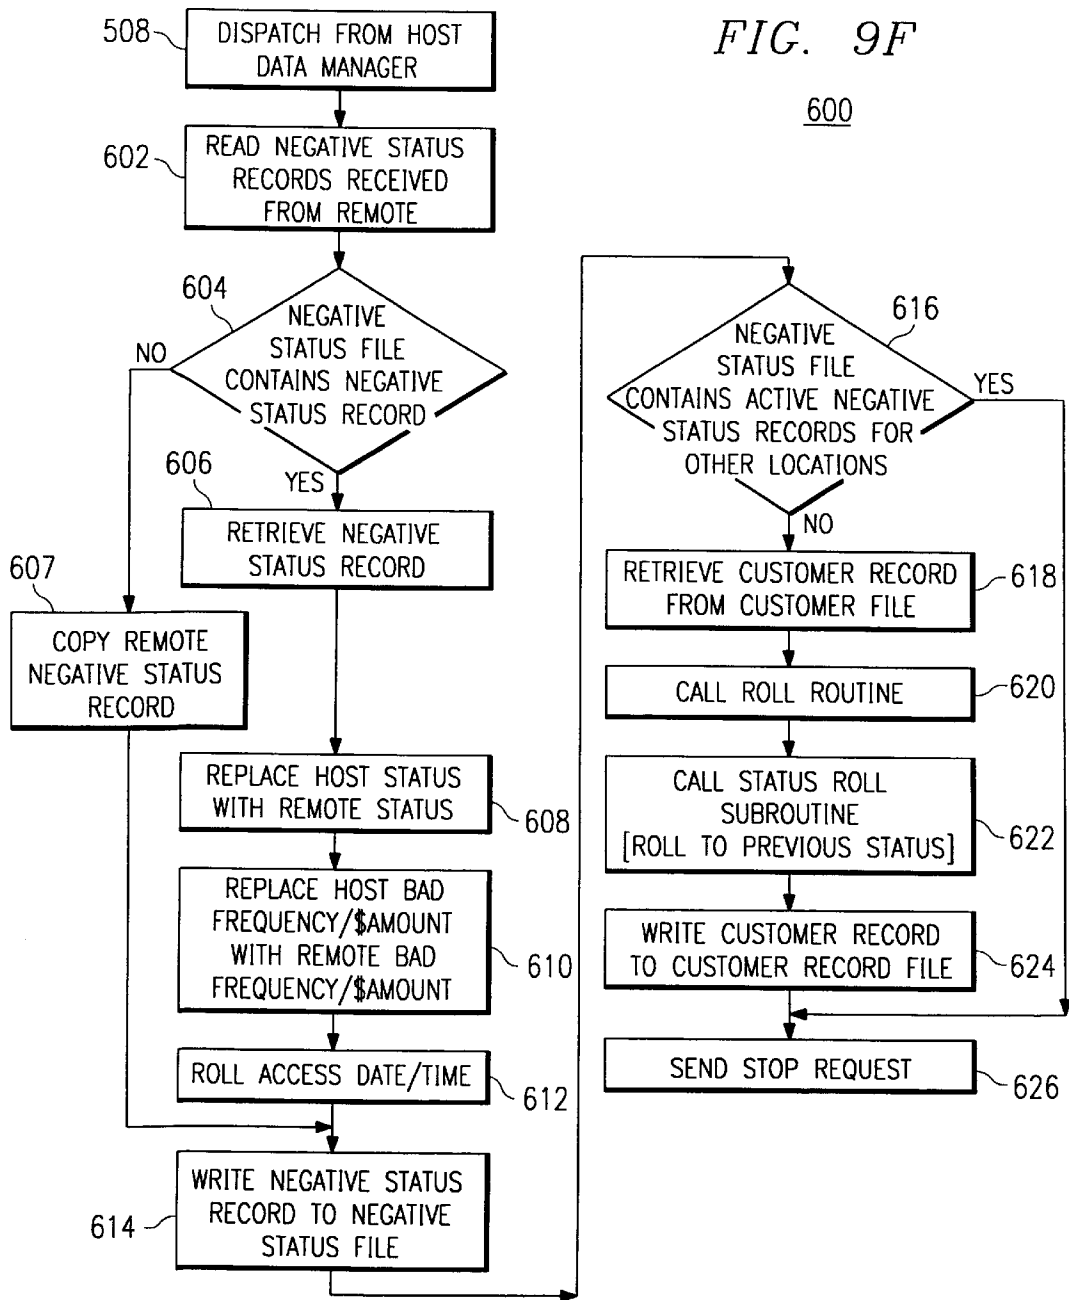 FIG. 9F
600
508
DISPATCH FROM HOST
DATA MANAGER
602
READ NEGATIVE STATUS
RECORDS RECEIVED
FROM REMOTE
604
NEGATIVE
STATUS FILE
CONTAINS NEGATIVE
STATUS RECORD
NO
YES
606
RETRIEVE NEGATIVE
STATUS RECORD
607
COPY REMOTE
NEGATIVE STATUS
RECORD
REPLACE HOST STATUS
WITH REMOTE STATUS
608
REPLACE HOST BAD
FREQUENCY/$AMOUNT
WITH REMOTE BAD
FREQUENCY/$AMOUNT
610
ROLL ACCESS DATE/TIME
612
WRITE NEGATIVE STATUS
RECORD TO NEGATIVE
STATUS FILE
614
NEGATIVE
STATUS FILE
CONTAINS ACTIVE NEGATIVE
STATUS RECORDS FOR
OTHER LOCATIONS
616
YES
NO
RETRIEVE CUSTOMER RECORD
FROM CUSTOMER FILE
618
CALL ROLL ROUTINE
620
CALL STATUS ROLL
SUBROUTINE
[ROLL TO PREVIOUS STATUS]
622
WRITE CUSTOMER RECORD
TO CUSTOMER RECORD FILE
624
SEND STOP REQUEST
626